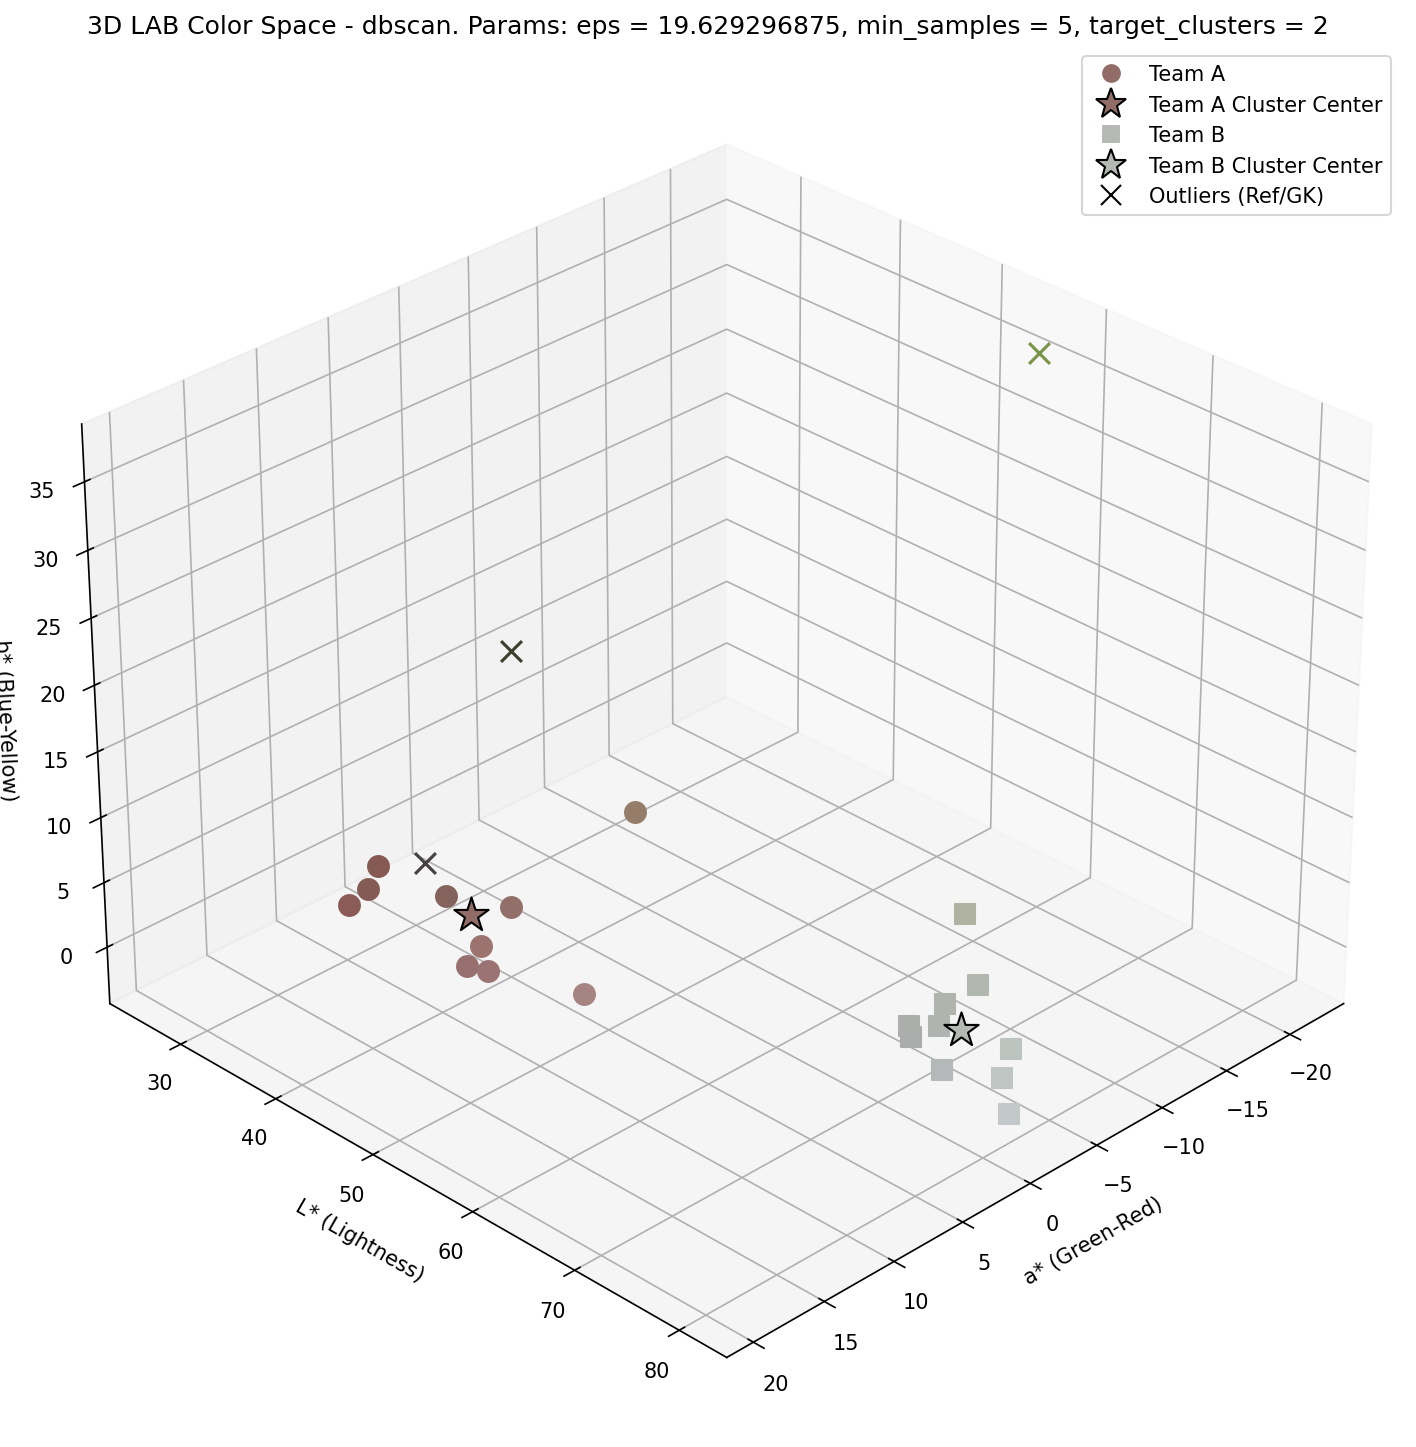 3D LAB Color Space - dbscan. Params: eps = 19.629296875, min_samples = 5, target_clusters = 2
Team A
Team A Cluster Center
Team B
Team B Cluster Center
Outliers (Ref/GK)
35
30
25
20
15
10
5
0
b* (Blue-Yellow)
30
40
50
60
70
80
L* (Lightness)
−20
−15
−10
−5
0
5
10
15
20
a* (Green-Red)